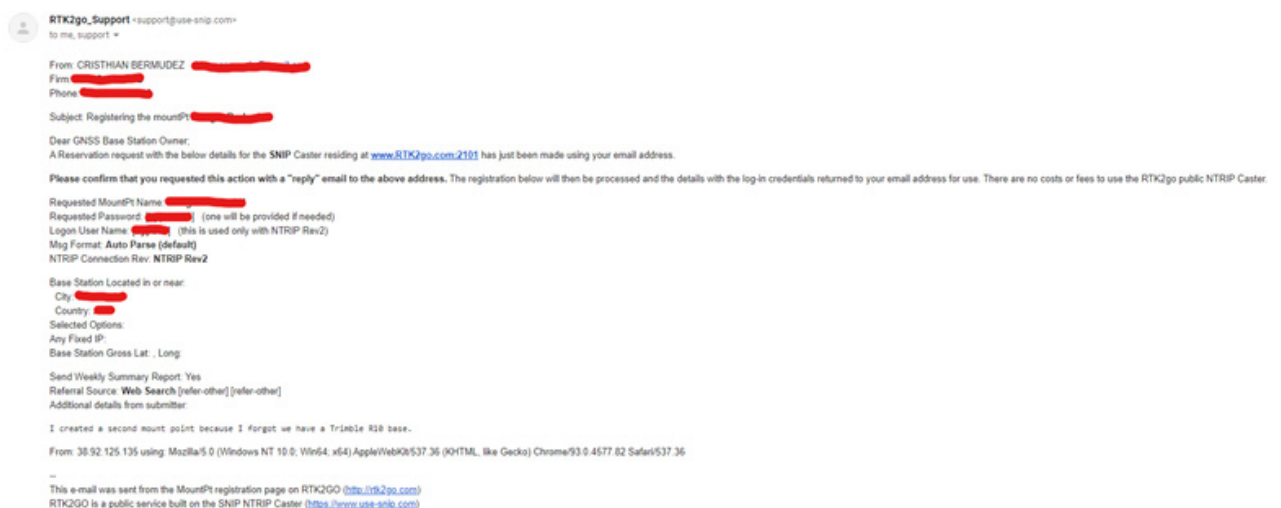 RTK2go_Support <support@use-snip.com>
to me, support
From: CRISTHIAN BERMUDEZ
Firm:
Phone:
Subject: Registering the mountPt
Dear GNSS Base Station Owner;
A Reservation request with the below details for the SNIP Caster residing at www.RTK2go.com:2101 has just been made using your email address.
Please confirm that you requested this action with a "reply" email to the above address. The registration below will then be processed and the details with the log-in credentials returned to your email address for use. There are no costs or fees to use the RTK2go public NTRIP Caster.
Requested MountPt Name:
Requested Password: [ ] (one will be provided if needed)
Logon User Name: [ ] (this is used only with NTRIP Rev2)
Msg Format: Auto Parse (default)
NTRIP Connection Rev: NTRIP Rev2
Base Station Located in or near:
City:
Country:
Selected Options:
Any Fixed IP:
Base Station Gross Lat: , Long:
Send Weekly Summary Report: Yes
Referral Source: Web Search [refer-other] [refer-other]
Additional details from submitter:
I created a second mount point because I forgot we have a Trimble R10 base.
From: 38.92.125.135 using: Mozilla/5.0 (Windows NT 10.0; Win64; x64) AppleWebKit/537.36 (KHTML, like Gecko) Chrome/93.0.4577.82 Safari/537.36
--
This e-mail was sent from the MountPt registration page on RTK2GO (http://rtk2go.com)
RTK2GO is a public service built on the SNIP NTRIP Caster (https://www.use-snip.com)